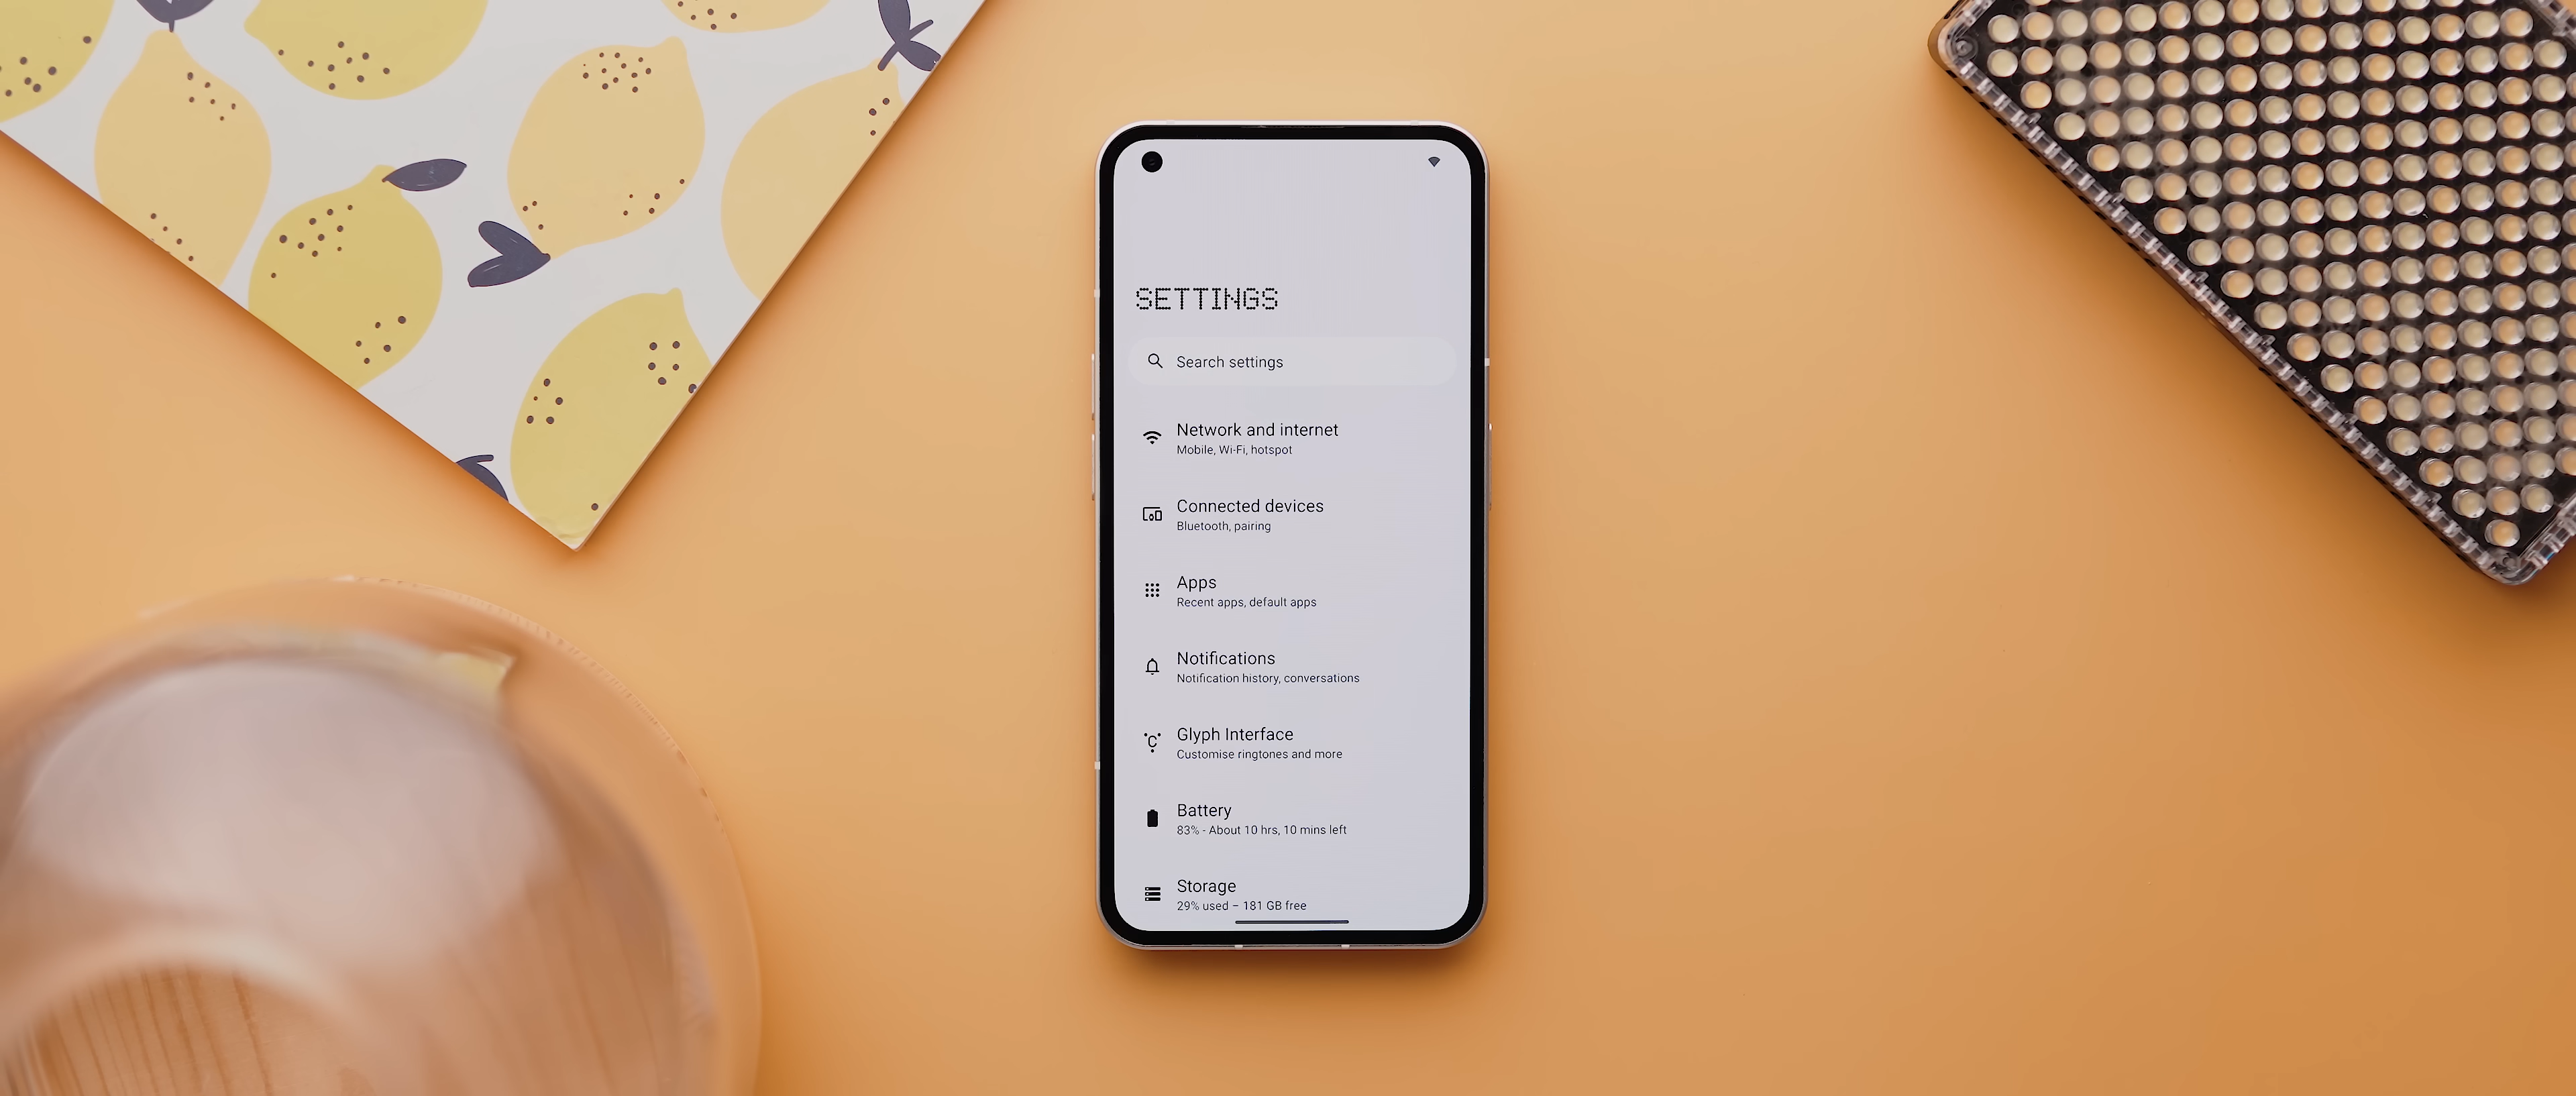 SETTINGS
Search settings
Network and internet
Mobile, Wi-Fi, hotspot
Connected devices
Bluetooth, pairing
Apps
Recent apps, default apps
Notifications
Notification history, conversations
Glyph Interface
Customise ringtones and more
Battery
83% - About 10 hrs, 10 mins left
Storage
29% used – 181 GB free